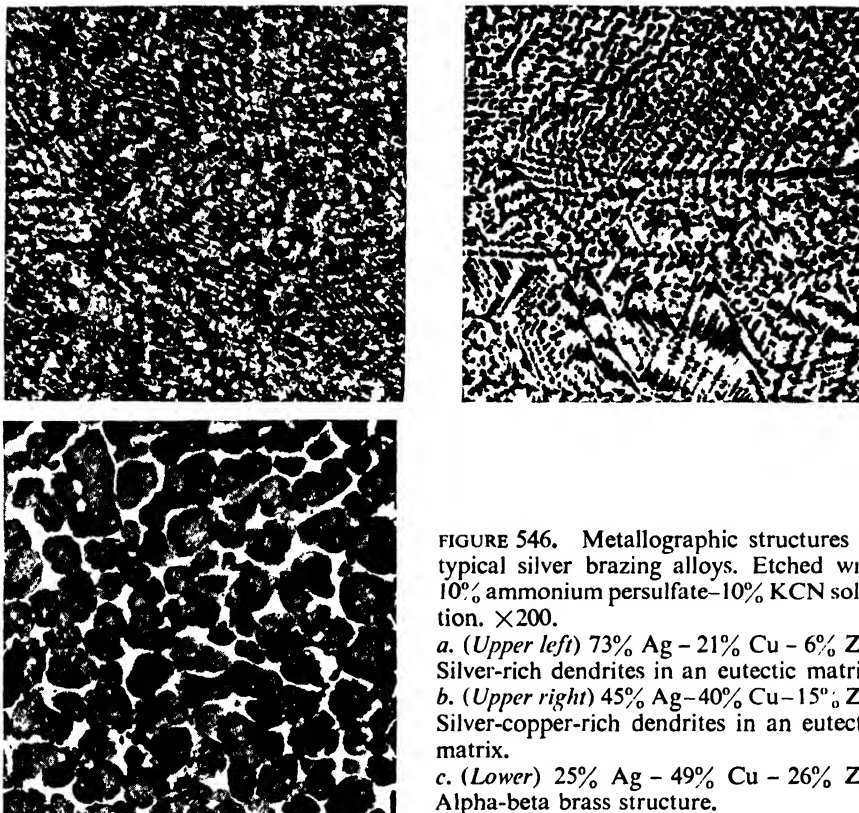 FIGURE 546. Metallographic structures
typical silver brazing alloys. Etched
10% ammonium persulfate–10% KCN
tion. ×200.
a. (Upper left) 73% Ag – 21% Cu – 6%
Silver-rich dendrites in an eutectic
b. (Upper right) 45% Ag–40% Cu–15%
Silver-copper-rich dendrites in an
matrix.
c. (Lower) 25% Ag – 49% Cu – 26%
Alpha-beta brass structure.